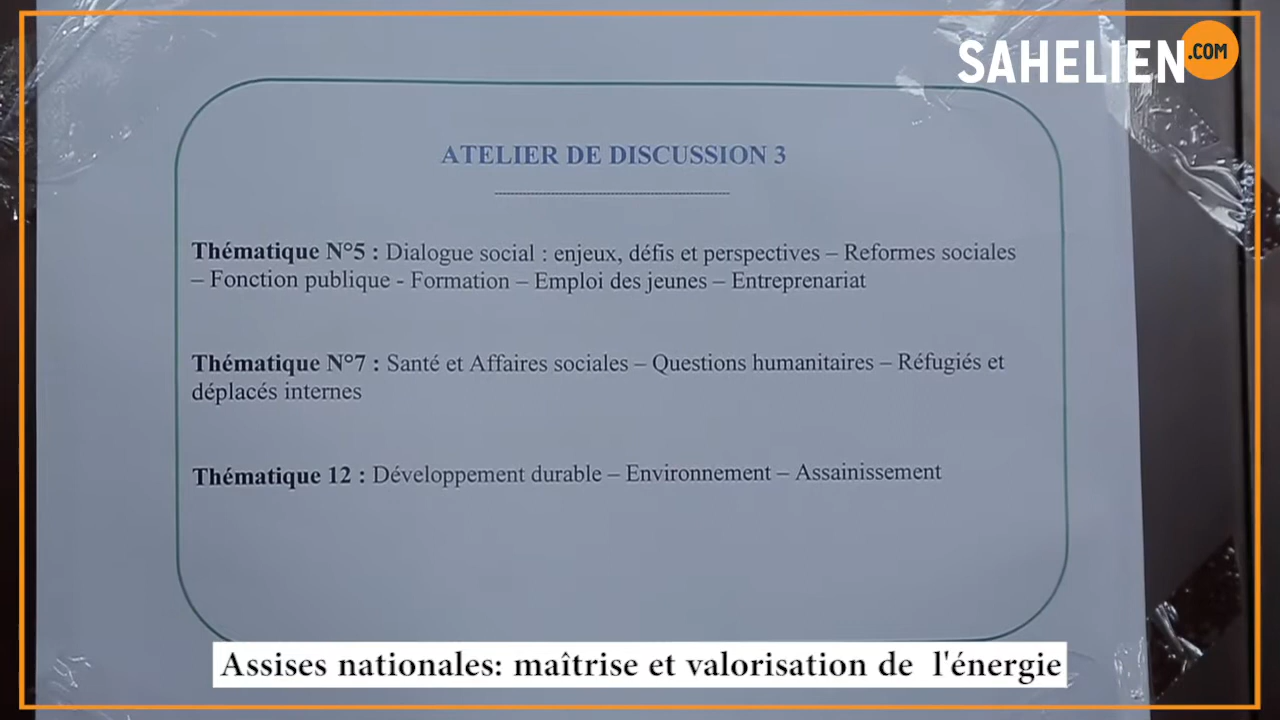 SAHELIEN.COM
ATELIER DE DISCUSSION 3
Thématique N°5 : Dialogue social : enjeux, défis et perspectives – Reformes sociales
– Fonction publique - Formation – Emploi des jeunes – Entreprenariat
Thématique N°7 : Santé et Affaires sociales – Questions humanitaires – Réfugiés et
déplacés internes
Thématique 12 : Développement durable – Environnement – Assainissement
Assises nationales: maîtrise et valorisation de  l'énergie